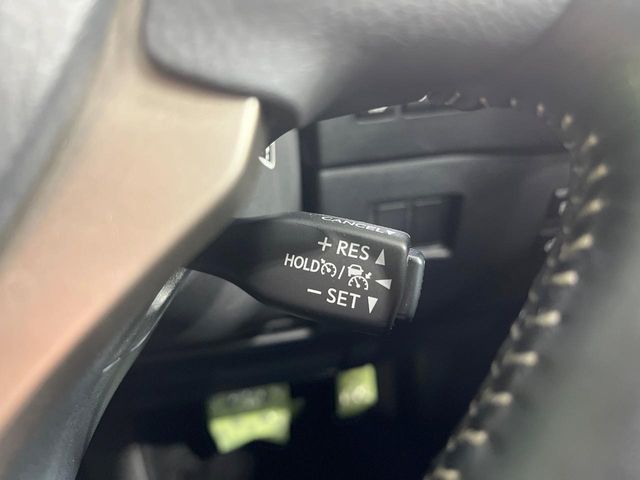 CANCEL▼
+ RES ▲
HOLD /
− SET ▼